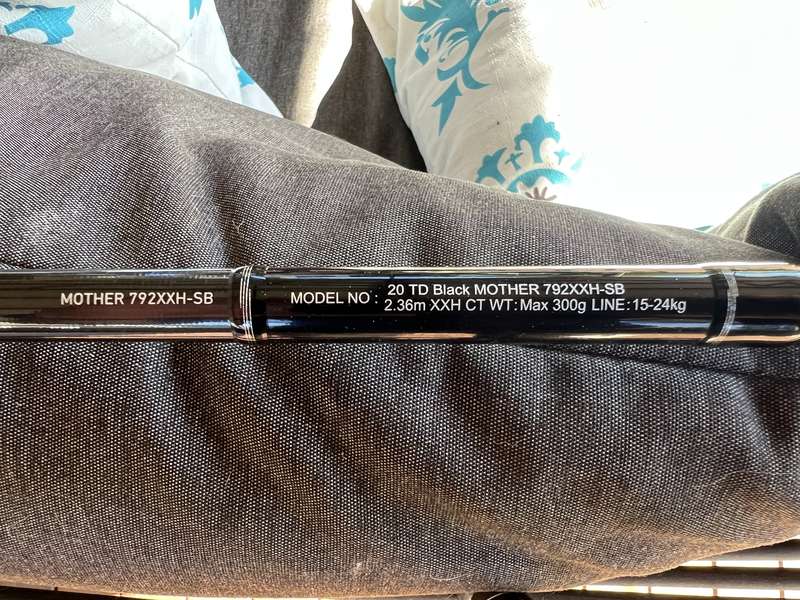 MOTHER 792XXH-SB
MODEL NO : 20 TD Black MOTHER 792XXH-SB
2.36m XXH CT WT : Max 300g LINE : 15-24kg